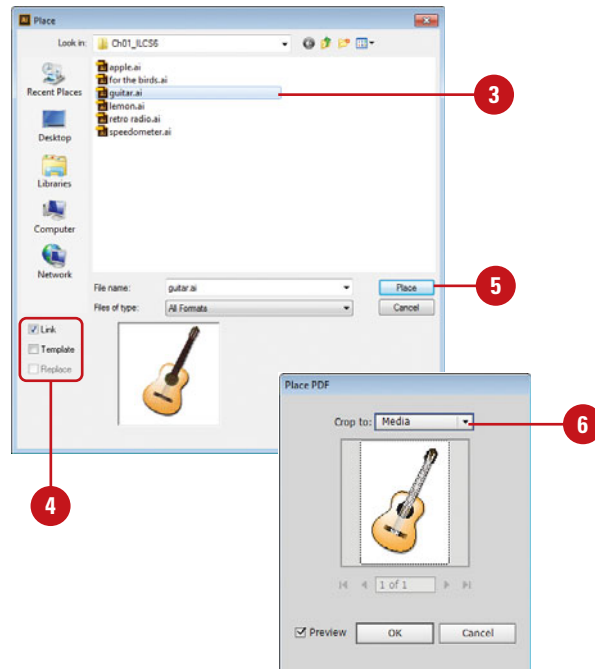 Ai Place
Look in: Ch01_ILCS6
Recent Places
Desktop
Libraries
Computer
Network
apple.ai
for the birds.ai
guitar.ai
lemon.ai
retro radio.ai
speedometer.ai
3
File name: guitar.ai Place
5
Files of type: All Formats Cancel
Link
Template
Replace
4
Place PDF
Crop to: Media
6
1 of 1
Preview OK Cancel